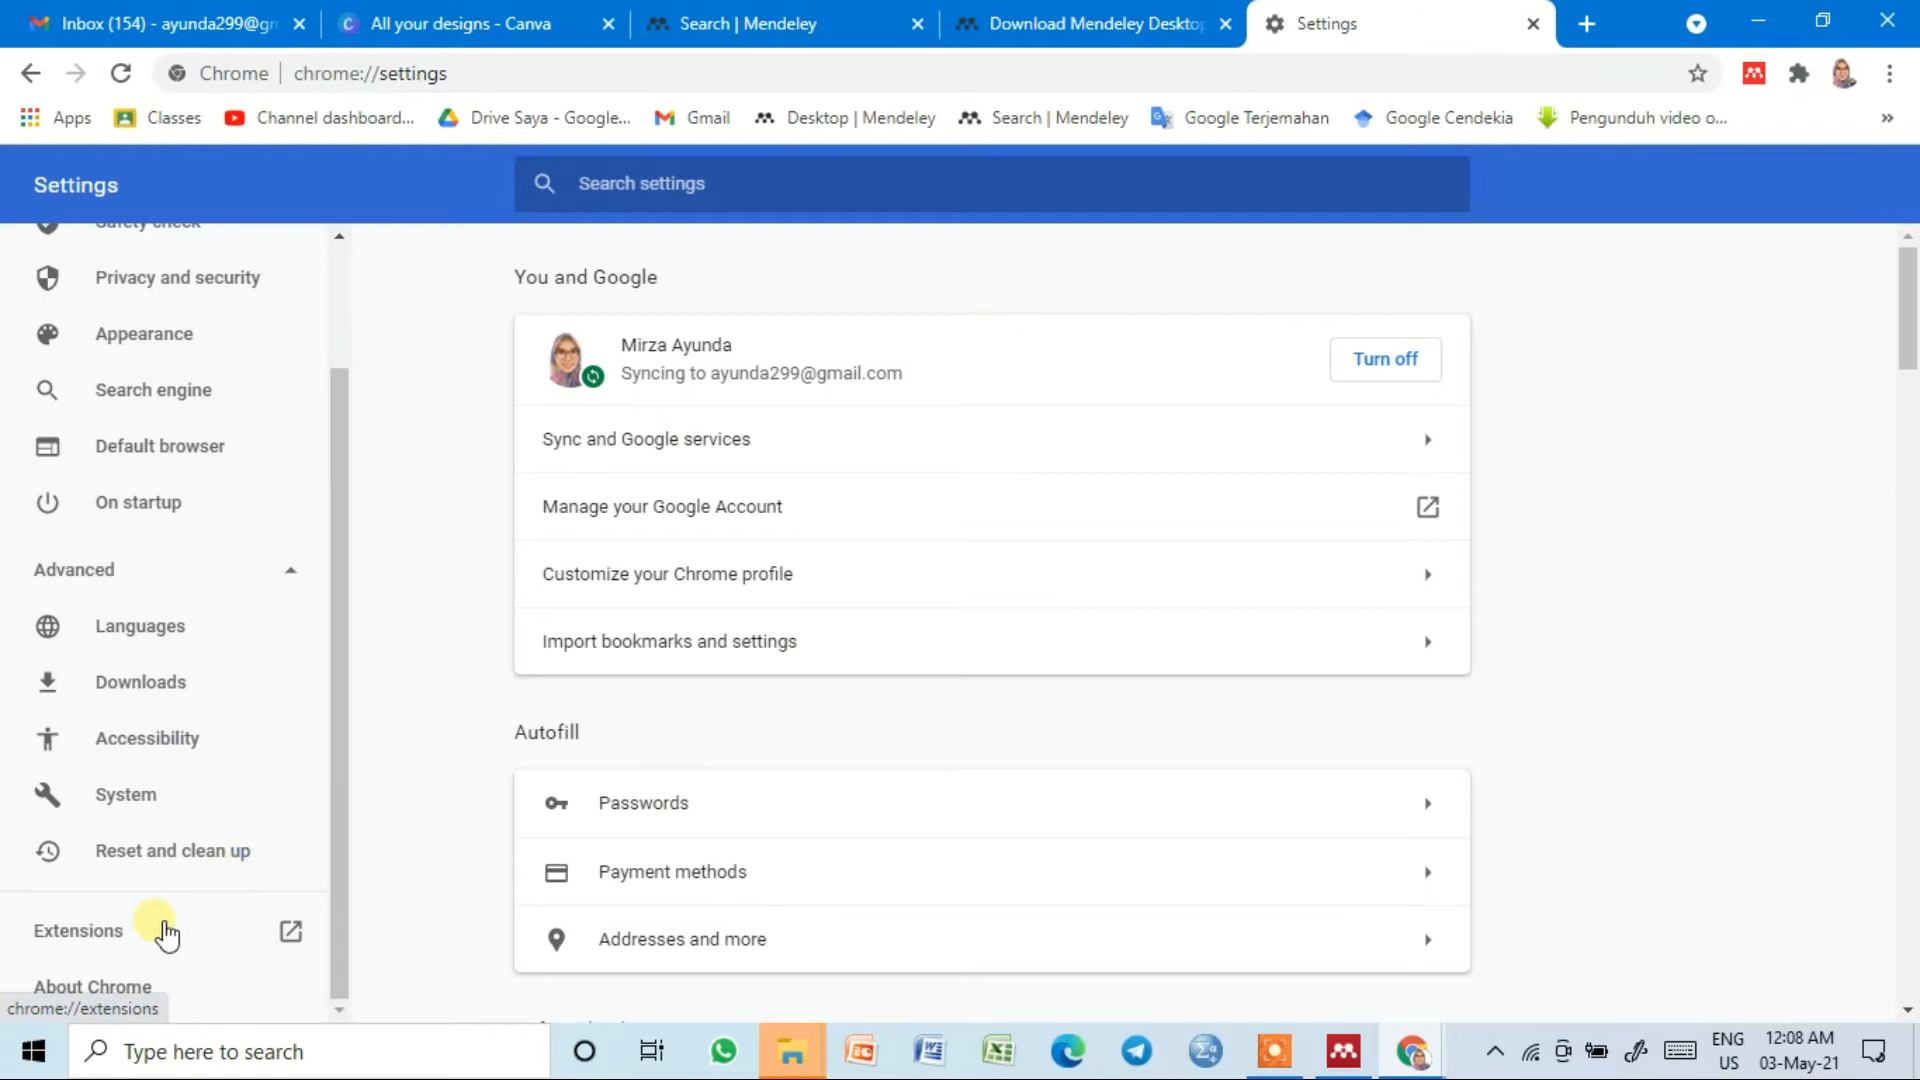 Inbox (154) - ayunda299@gm
All your designs - Canva
Search | Mendeley
Download Mendeley Desktop
Settings
Chrome
chrome://settings
Apps
Classes
Channel dashboard...
Drive Saya - Google...
Gmail
Desktop | Mendeley
Search | Mendeley
Google Terjemahan
Google Cendekia
Pengunduh video o...
Settings
Search settings
Safety check
Privacy and security
Appearance
Search engine
Default browser
On startup
Advanced
Languages
Downloads
Accessibility
System
Reset and clean up
Extensions
About Chrome
chrome://extensions
You and Google
Mirza Ayunda
Syncing to ayunda299@gmail.com
Turn off
Sync and Google services
Manage your Google Account
Customize your Chrome profile
Import bookmarks and settings
Autofill
Passwords
Payment methods
Addresses and more
Type here to search
ENG
US
12:08 AM
03-May-21